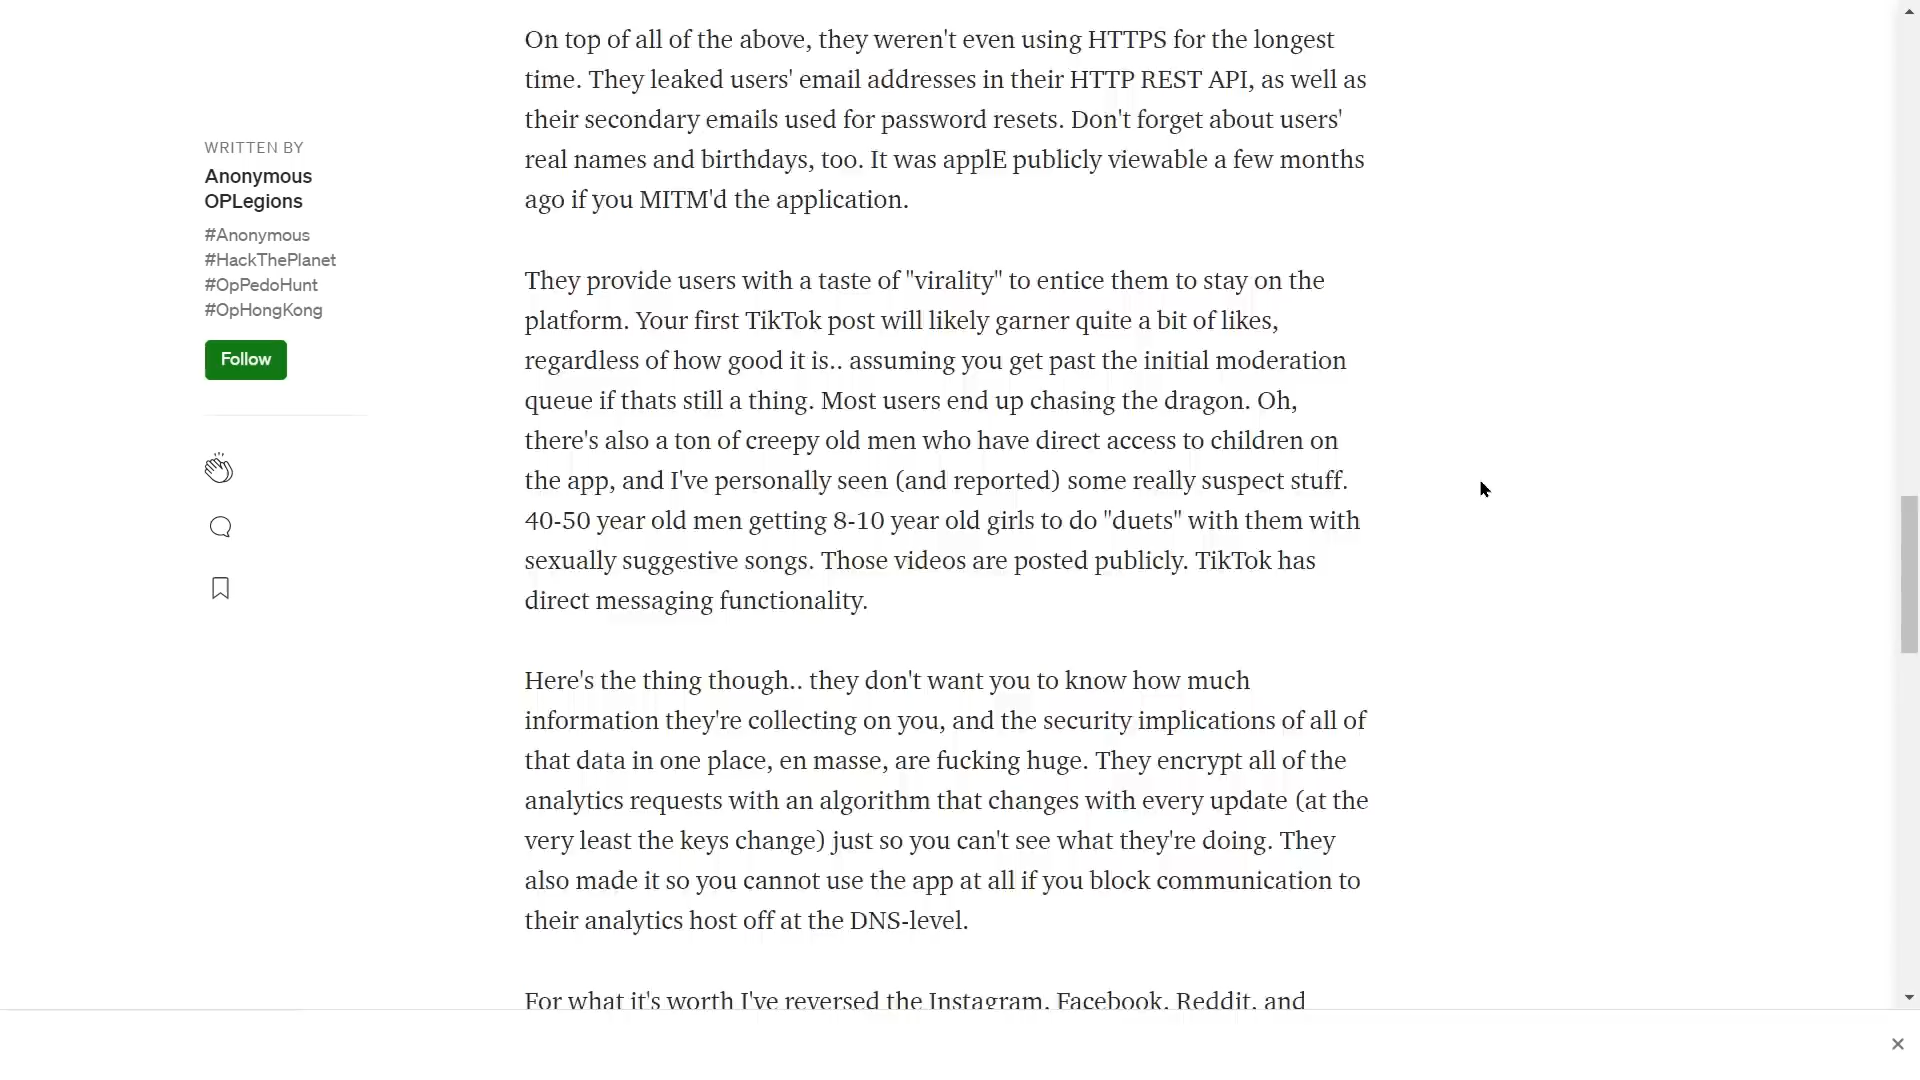 On top of all of the above, they weren't even using HTTPS for the longest
time. They leaked users' email addresses in their HTTP REST API, as well as
their secondary emails used for password resets. Don't forget about users'
real names and birthdays, too. It was applE publicly viewable a few months
ago if you MITM'd the application.
WRITTEN BY
Anonymous
OPLegions
#Anonymous
#HackThePlanet
#OpPedoHunt
#OpHongKong
Follow
They provide users with a taste of "virality" to entice them to stay on the
platform. Your first TikTok post will likely garner quite a bit of likes,
regardless of how good it is.. assuming you get past the initial moderation
queue if thats still a thing. Most users end up chasing the dragon. Oh,
there's also a ton of creepy old men who have direct access to children on
the app, and I've personally seen (and reported) some really suspect stuff.
40-50 year old men getting 8-10 year old girls to do "duets" with them with
sexually suggestive songs. Those videos are posted publicly. TikTok has
direct messaging functionality.
Here's the thing though.. they don't want you to know how much
information they're collecting on you, and the security implications of all of
that data in one place, en masse, are fucking huge. They encrypt all of the
analytics requests with an algorithm that changes with every update (at the
very least the keys change) just so you can't see what they're doing. They
also made it so you cannot use the app at all if you block communication to
their analytics host off at the DNS-level.
For what it's worth I've reversed the Instagram, Facebook, Reddit, and